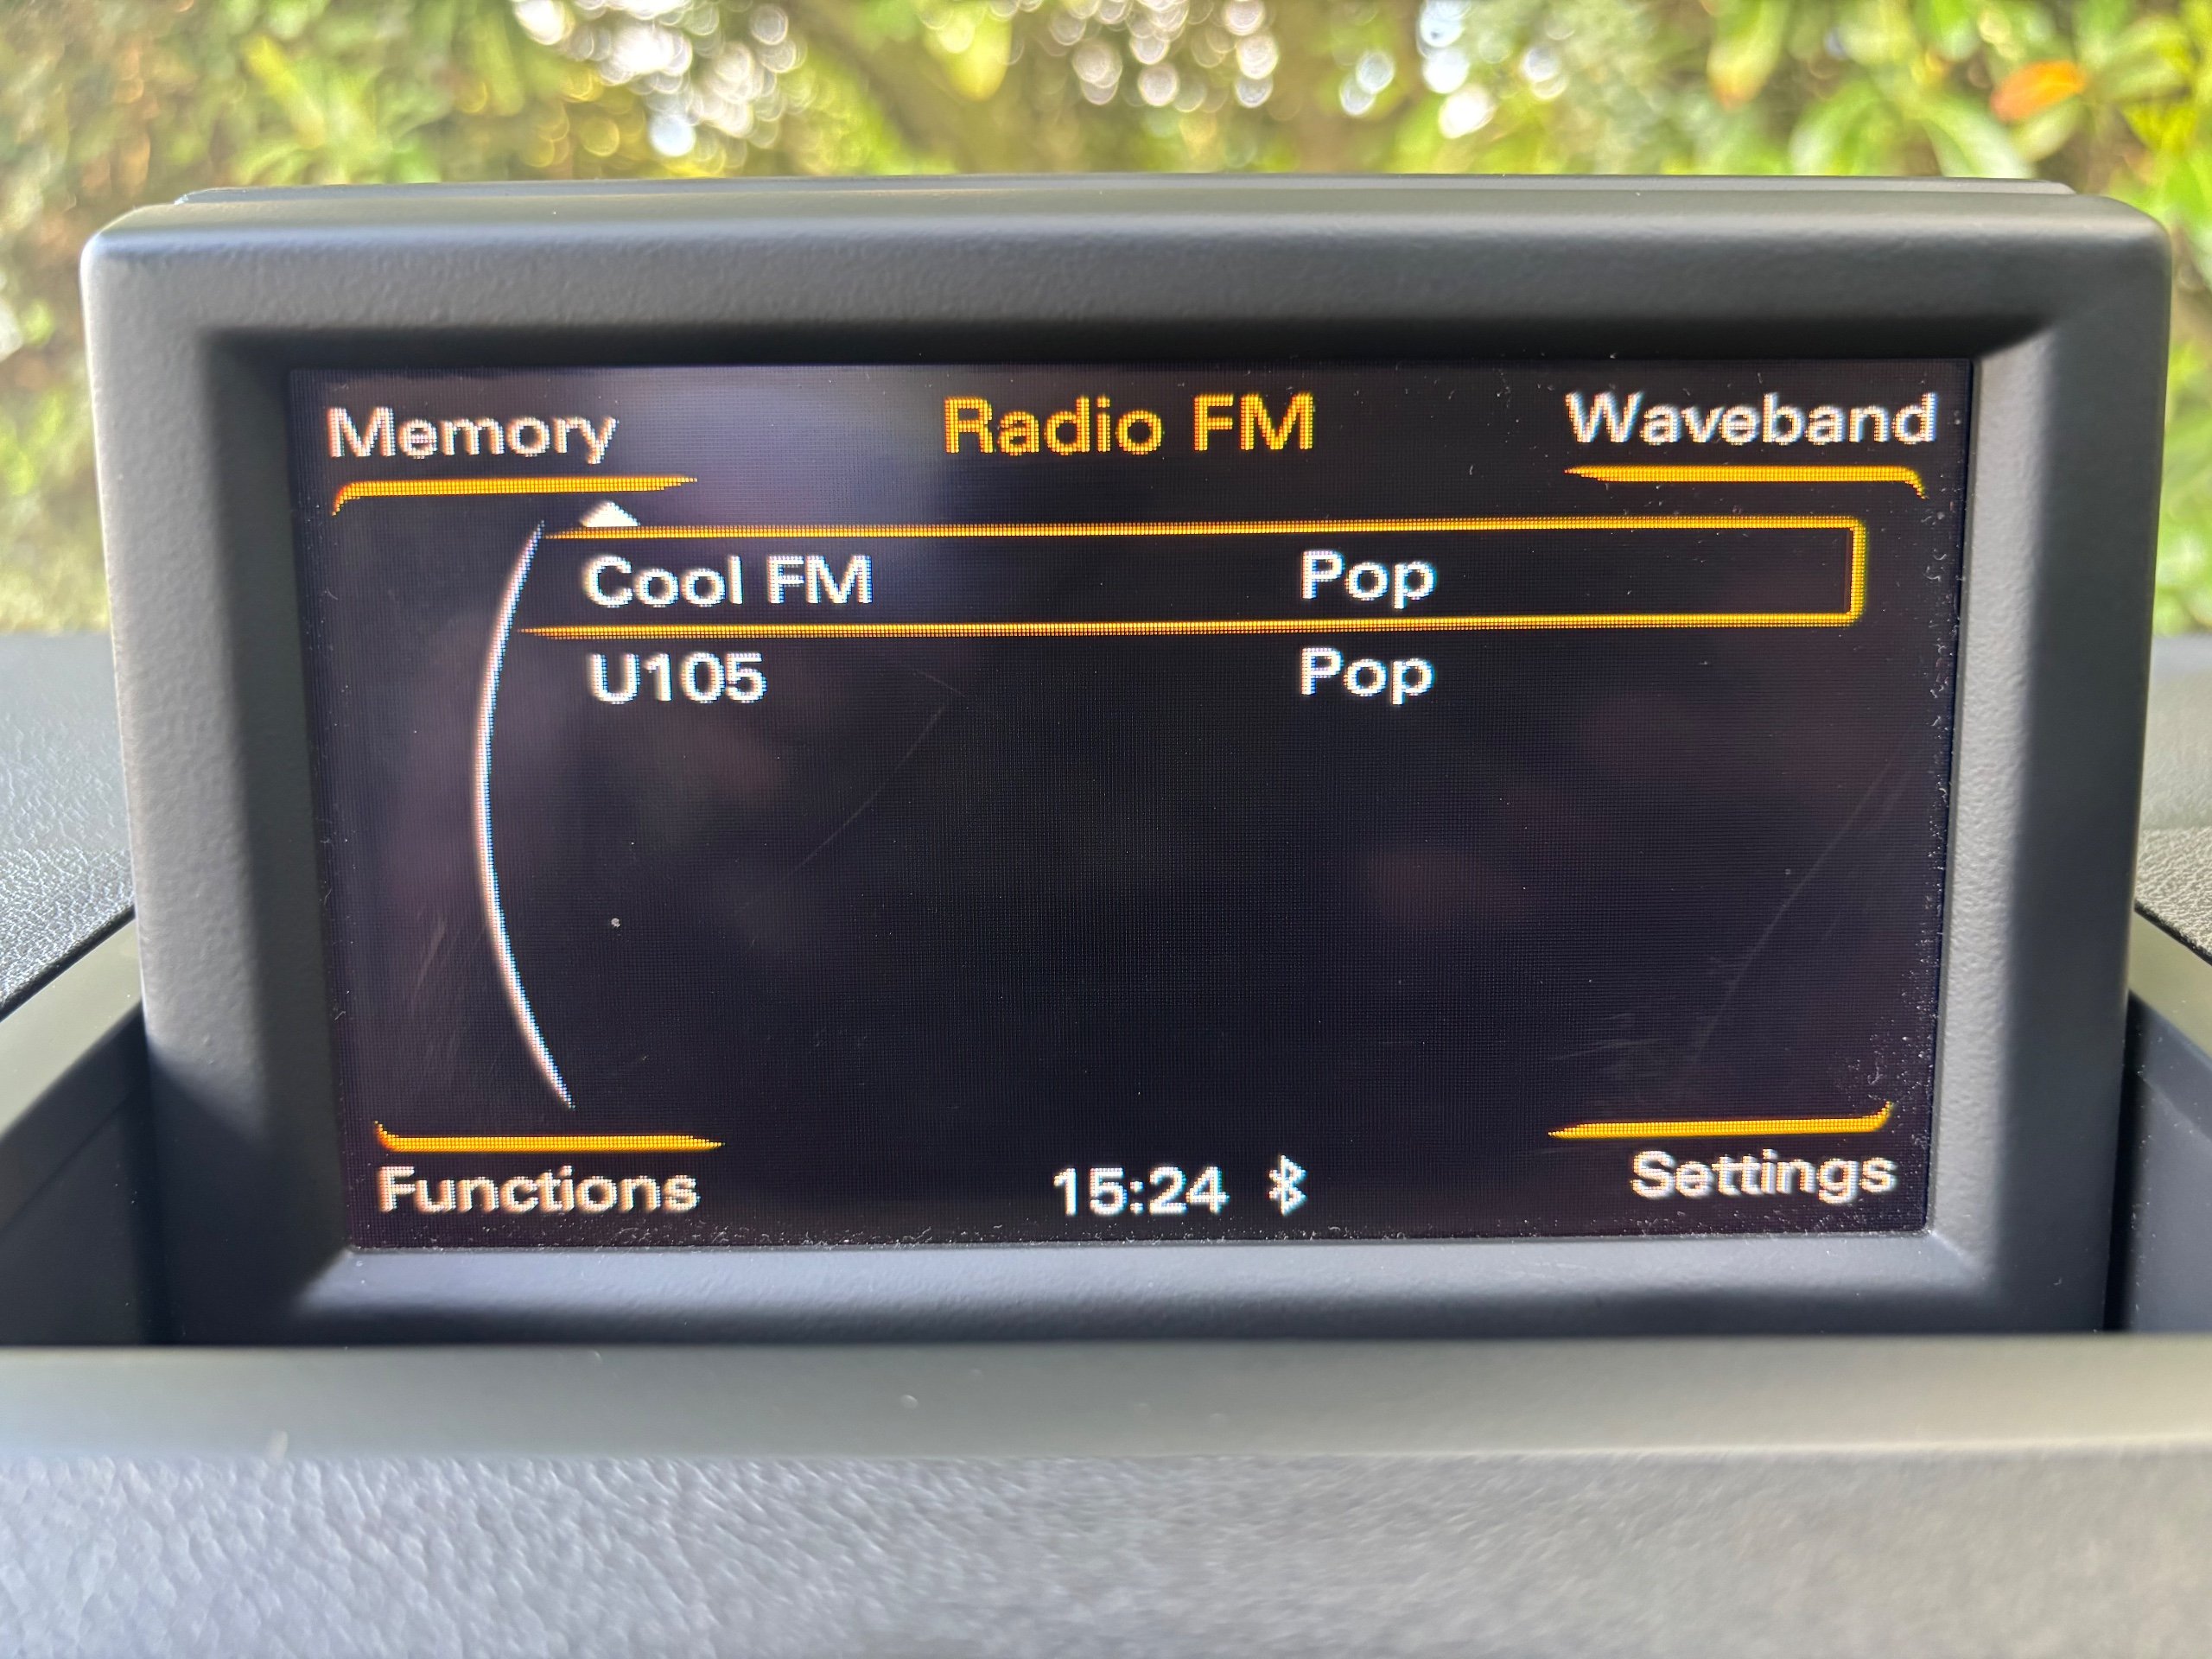 Memory Radio FM Waveband
Cool FM Pop
U105 Pop
Functions 15:24 Settings